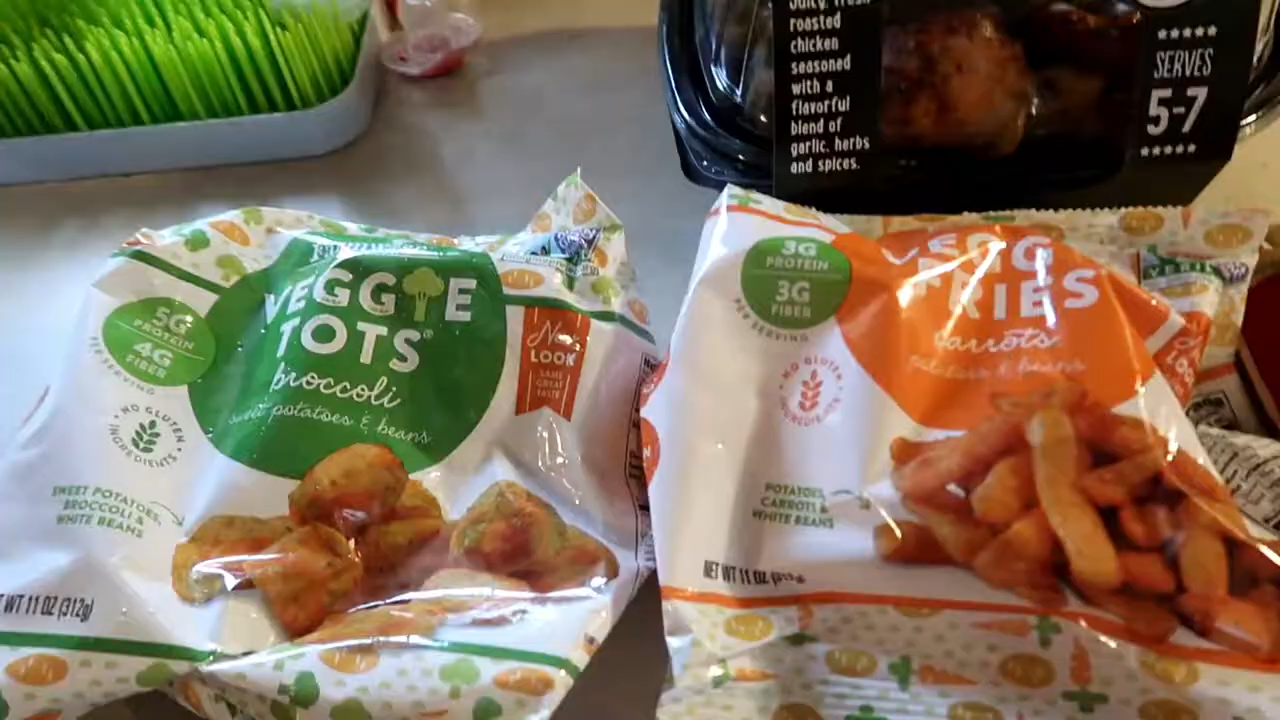 roasted
chicken
seasoned
with a
flavorful
blend of
garlic, herbs
and spices.
SERVES
5-7
VEGGIE
TOTS®
broccoli
sweet potatoes & beans
5G
PROTEIN
4G
FIBER
PER SERVING
NO GLUTEN
INGREDIENTS
New
LOOK
SAME
GREAT
TASTE
SWEET POTATOES,
BROCCOLI &
WHITE BEANS
WT 11 OZ (312g)
3G
PROTEIN
3G
FIBER
PER SERVING
VEGG
FRIES
carrots
potatoes & beans
NO GLUTEN
INGREDIENTS
POTATOES,
CARROTS &
WHITE BEANS
NET WT 11 OZ